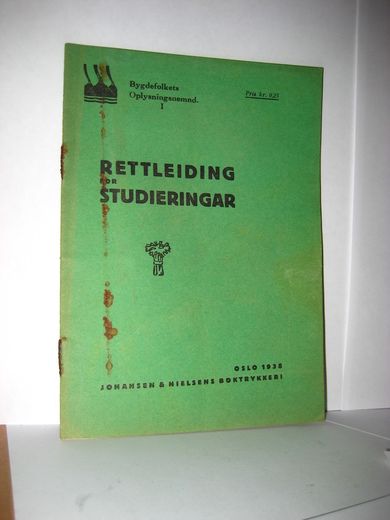 Bygdefolkets
Oplysningsnemnd.
I
Pris kr. 0.25
RETTLEIDING
FOR
STUDIERINGAR
OSLO 1938
JOHANSEN & NIELSENS BOKTRYKKERI